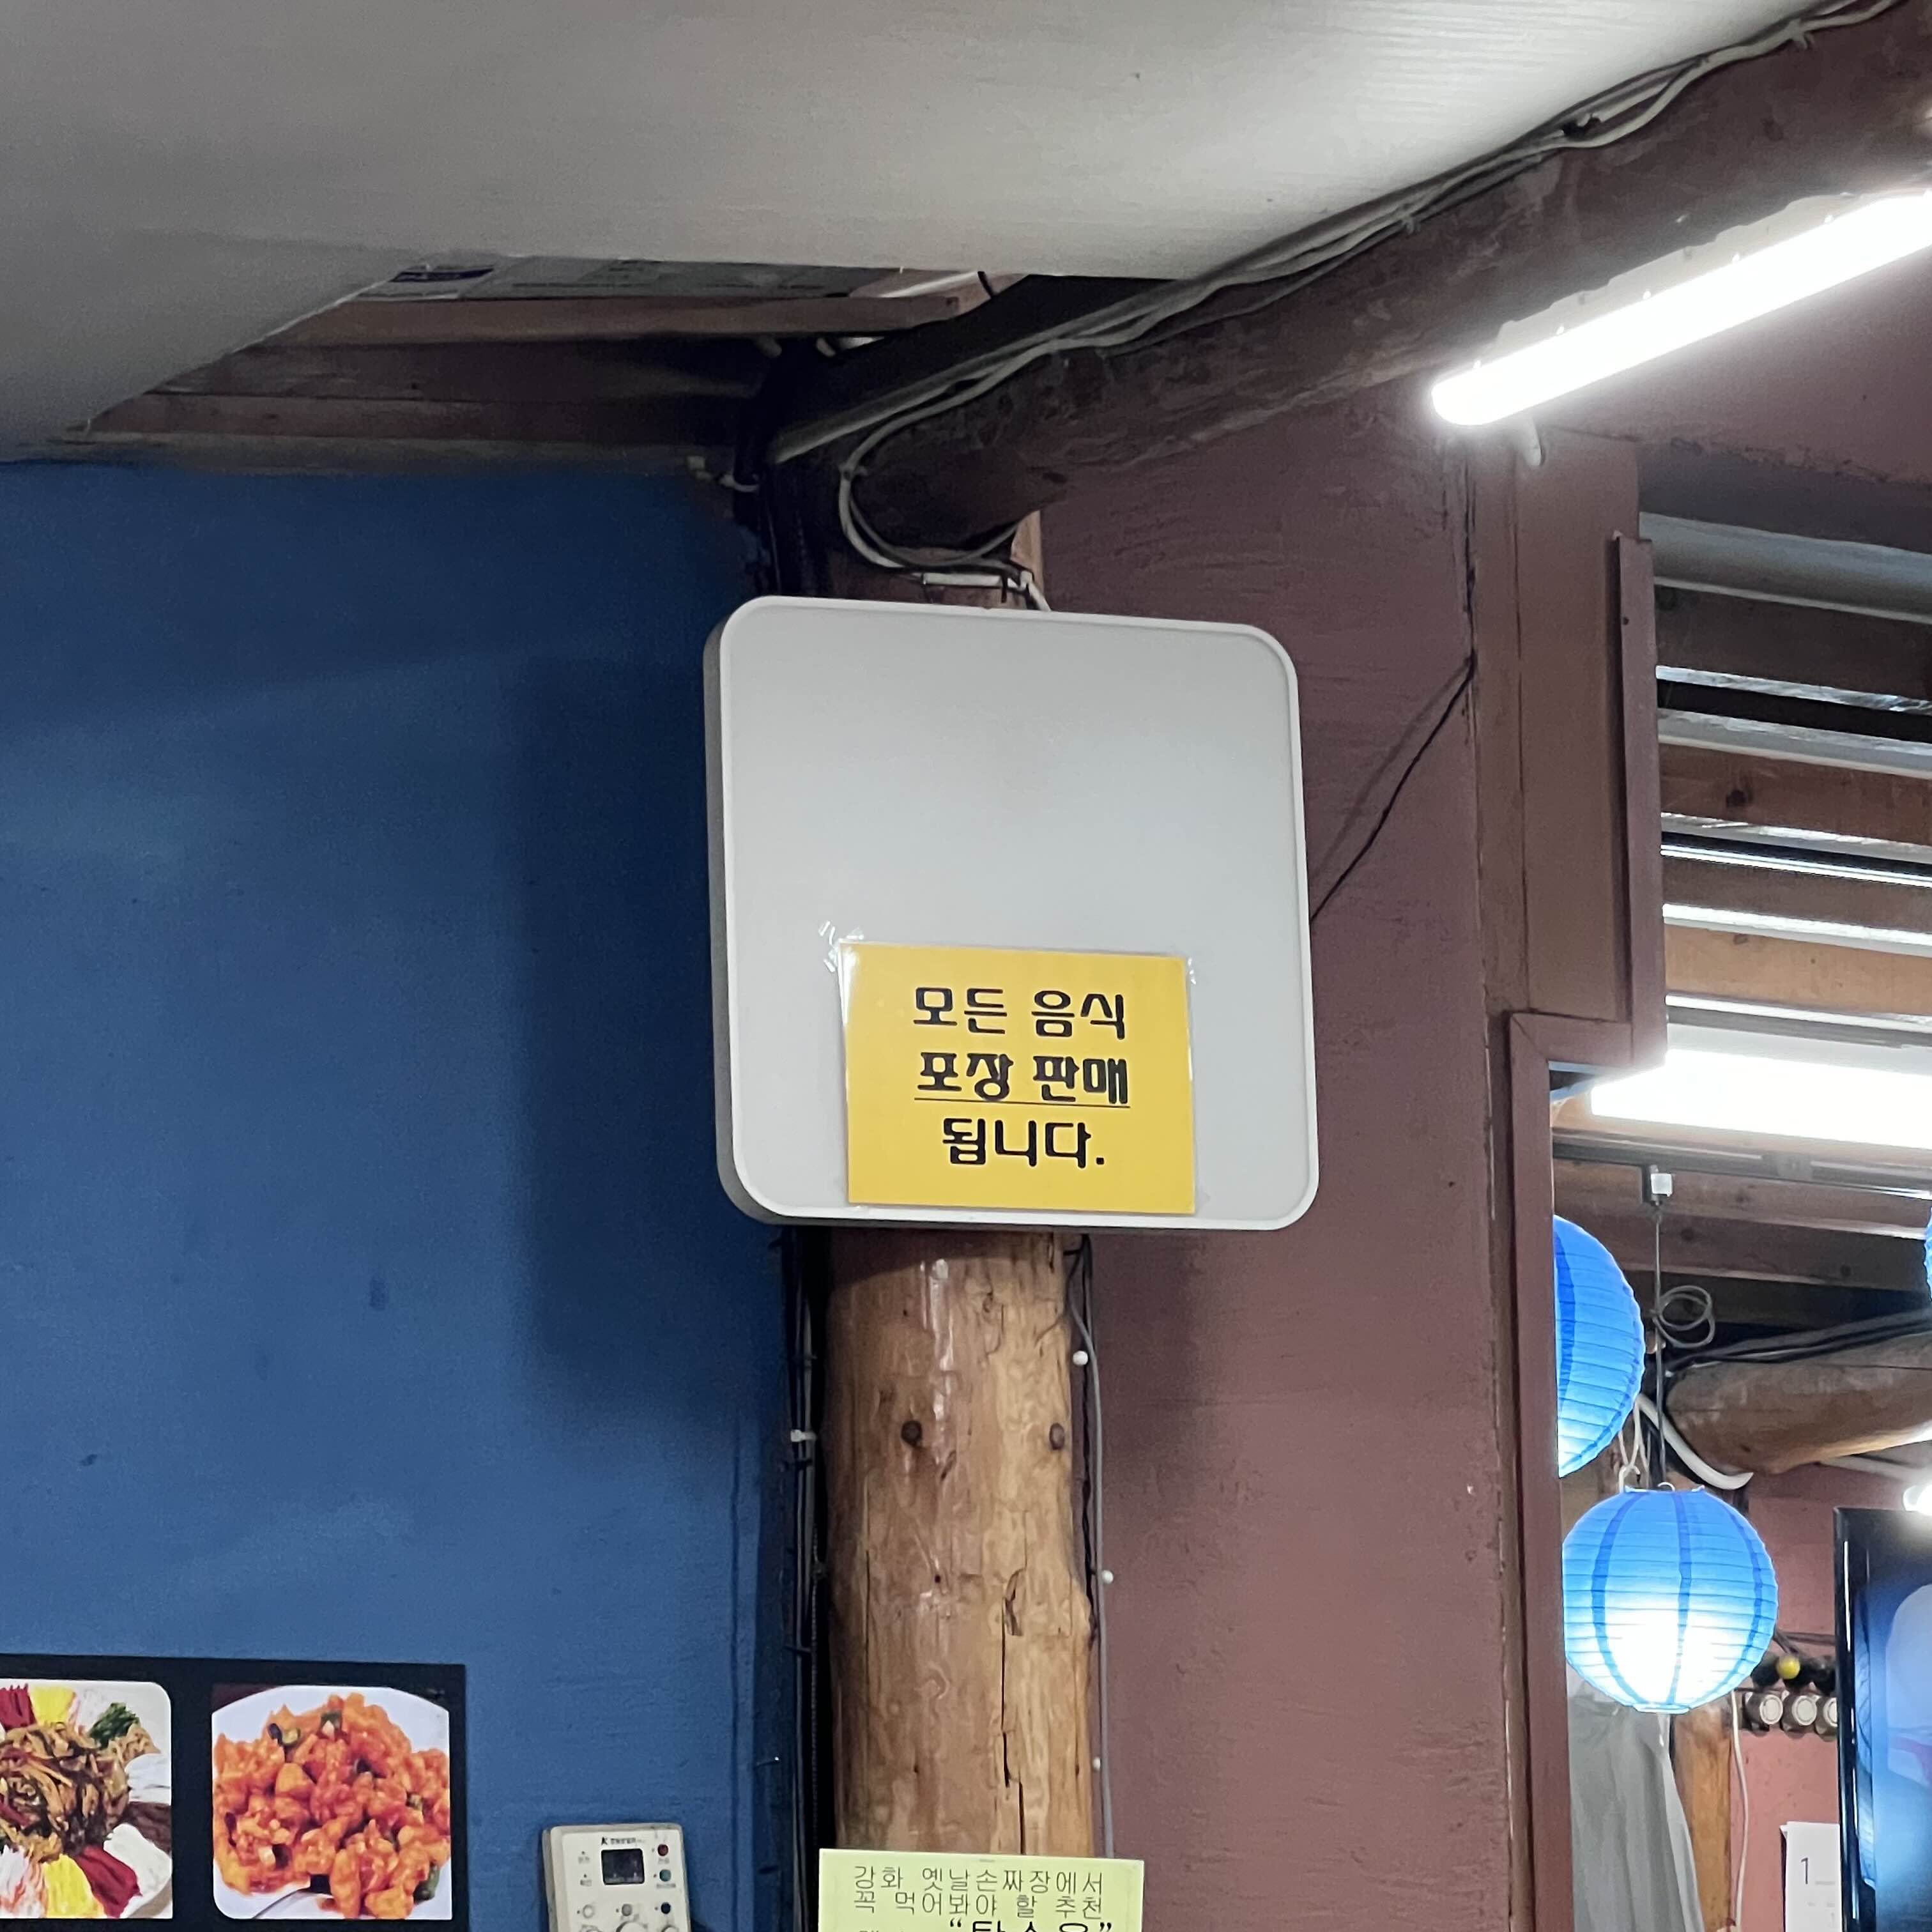 모든 음식
포장 판매
됩니다.
강화 옛날손짜장에서
꼭 먹어봐야 할 추천
1